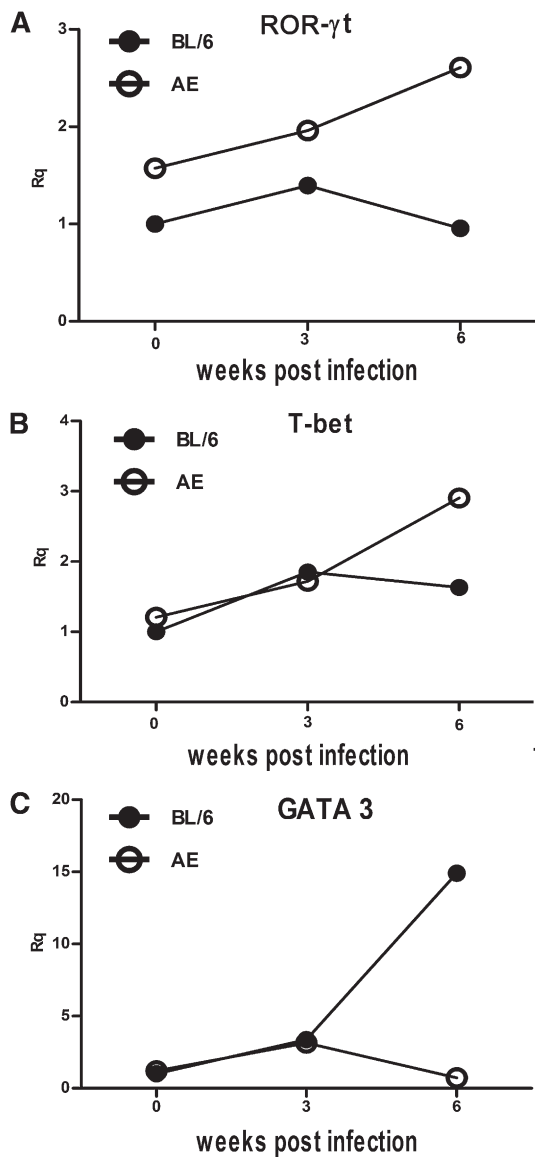 A
ROR-γt
3
BL/6
AE
2
Rq
1
0
0 3 6
weeks post infection
B
T-bet
4
BL/6
AE
3
Rq
2
1
0
0 3 6
weeks post infection
C
GATA 3
20
BL/6
AE
15
Rq
10
5
0
0 3 6
weeks post infection